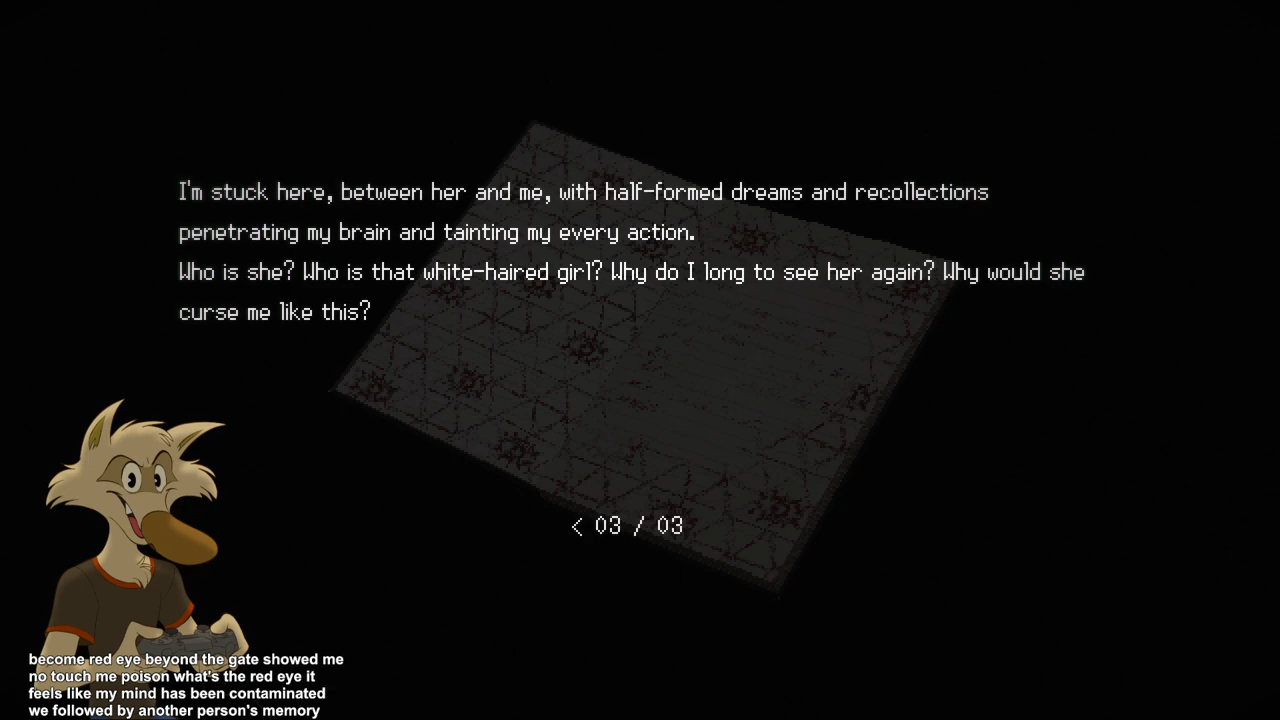 I'm stuck here, between her and me, with half-formed dreams and recollections
penetrating my brain and tainting my every action.
Who is she? Who is that white-haired girl? Why do I long to see her again? Why would she
curse me like this?
< 03 / 03
become red eye beyond the gate showed me
no touch me poison what's the red eye it
feels like my mind has been contaminated
we followed by another person's memory